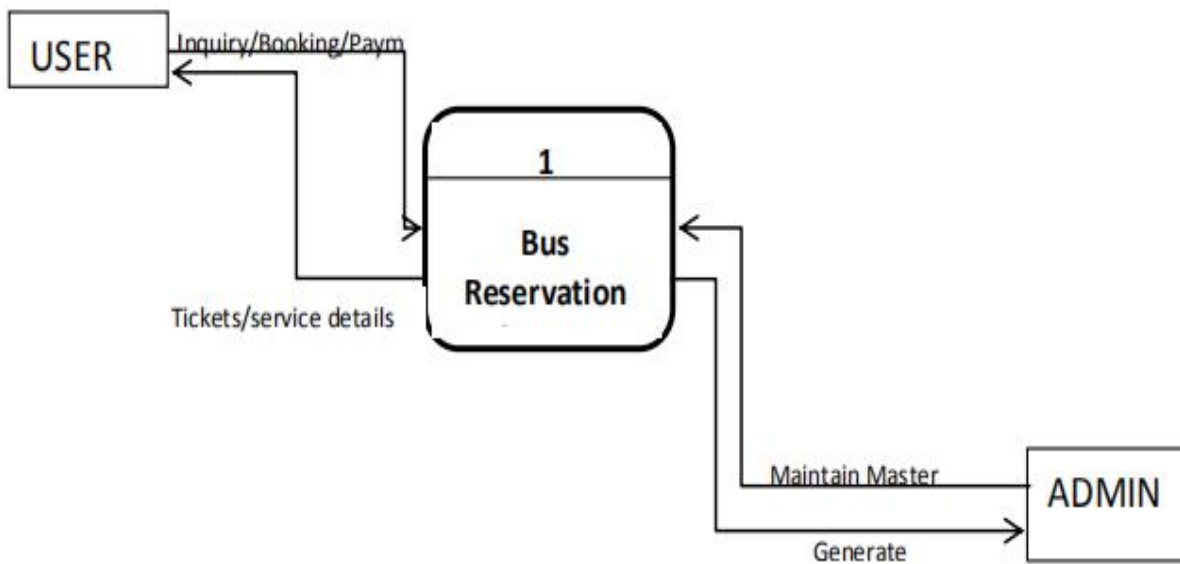 USER
Inquiry/Booking/Paym
1
Bus
Reservation
Tickets/service details
Maintain Master
ADMIN
Generate